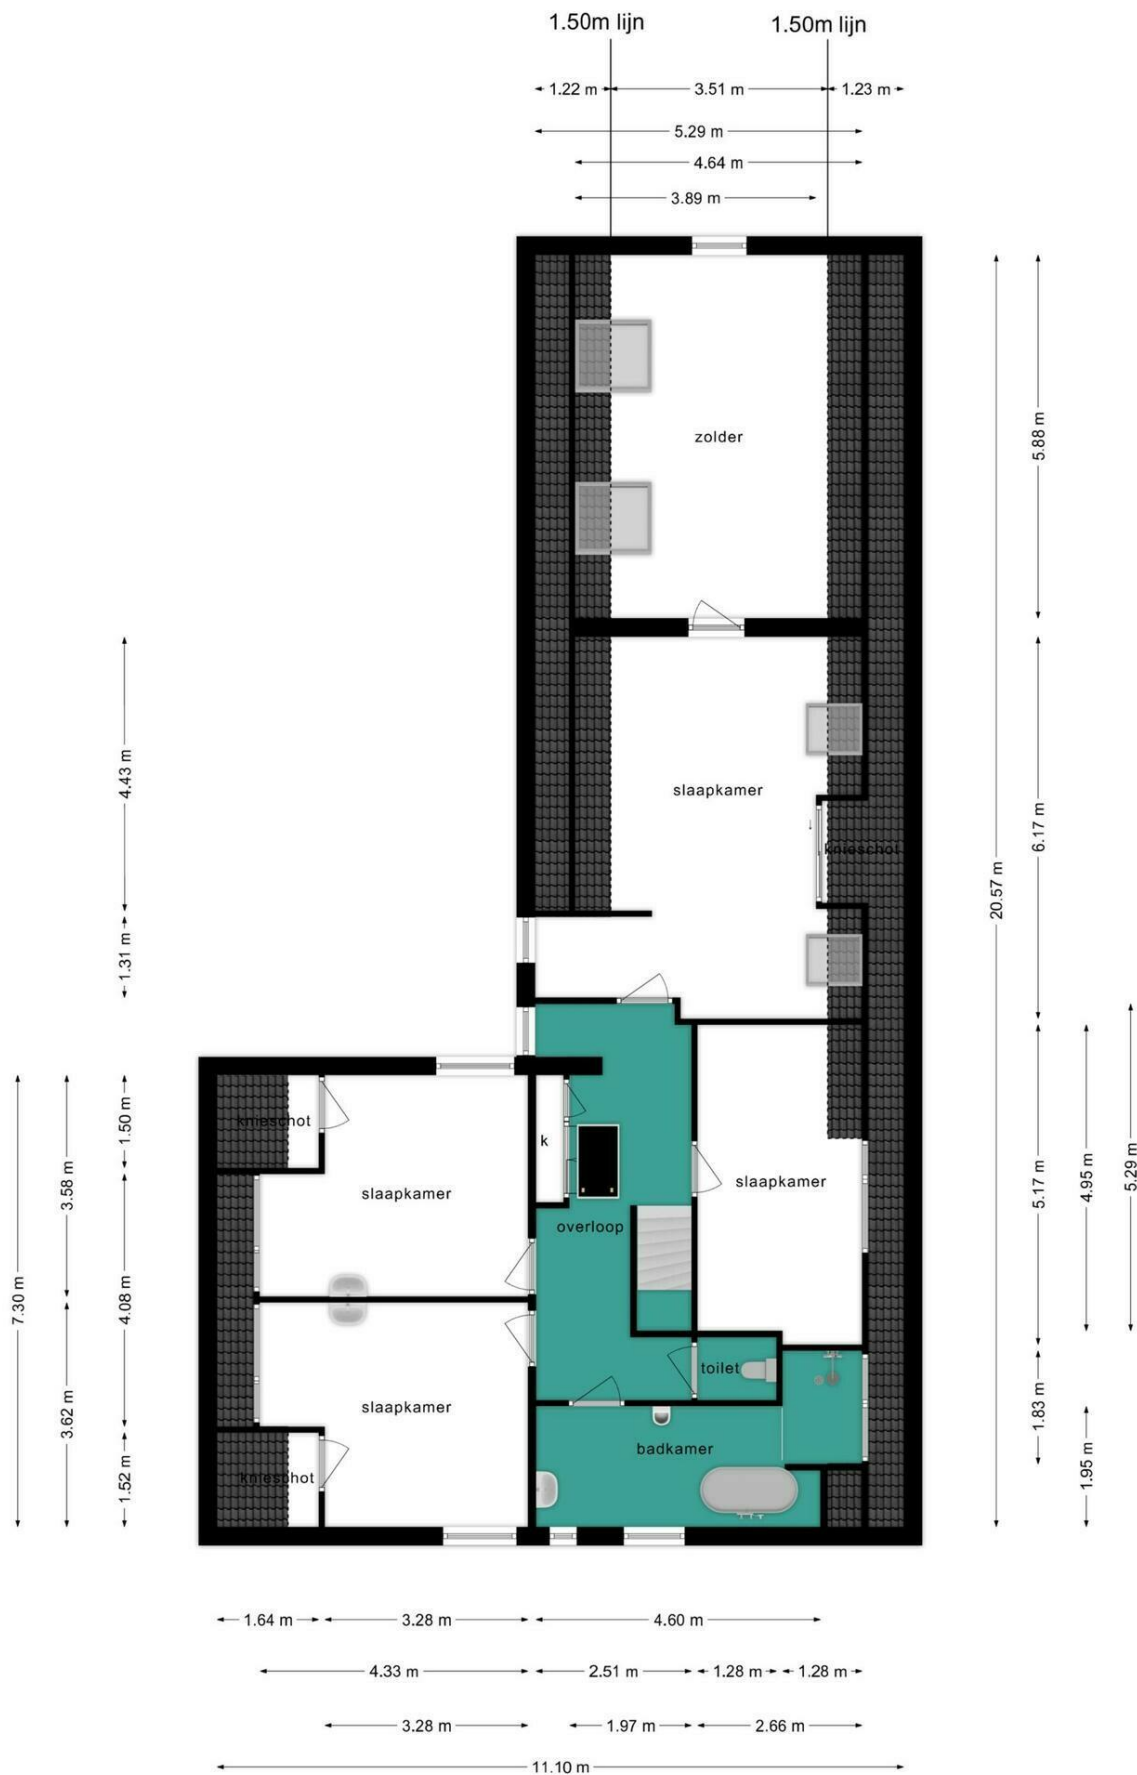 1.50m lijn
1.50m lijn
1.22 m
3.51 m
1.23 m
5.29 m
4.64 m
3.89 m
zolder
5.88 m
4.43 m
slaapkamer
knieschot
6.17 m
20.57 m
1.31 m
knieschot
slaapkamer
k
overloop
slaapkamer
1.50 m
3.58 m
7.30 m
4.08 m
5.17 m
4.95 m
5.29 m
toilet
slaapkamer
badkamer
knieschot
3.62 m
1.52 m
1.83 m
1.95 m
1.64 m
3.28 m
4.60 m
4.33 m
2.51 m
1.28 m
1.28 m
3.28 m
1.97 m
2.66 m
11.10 m